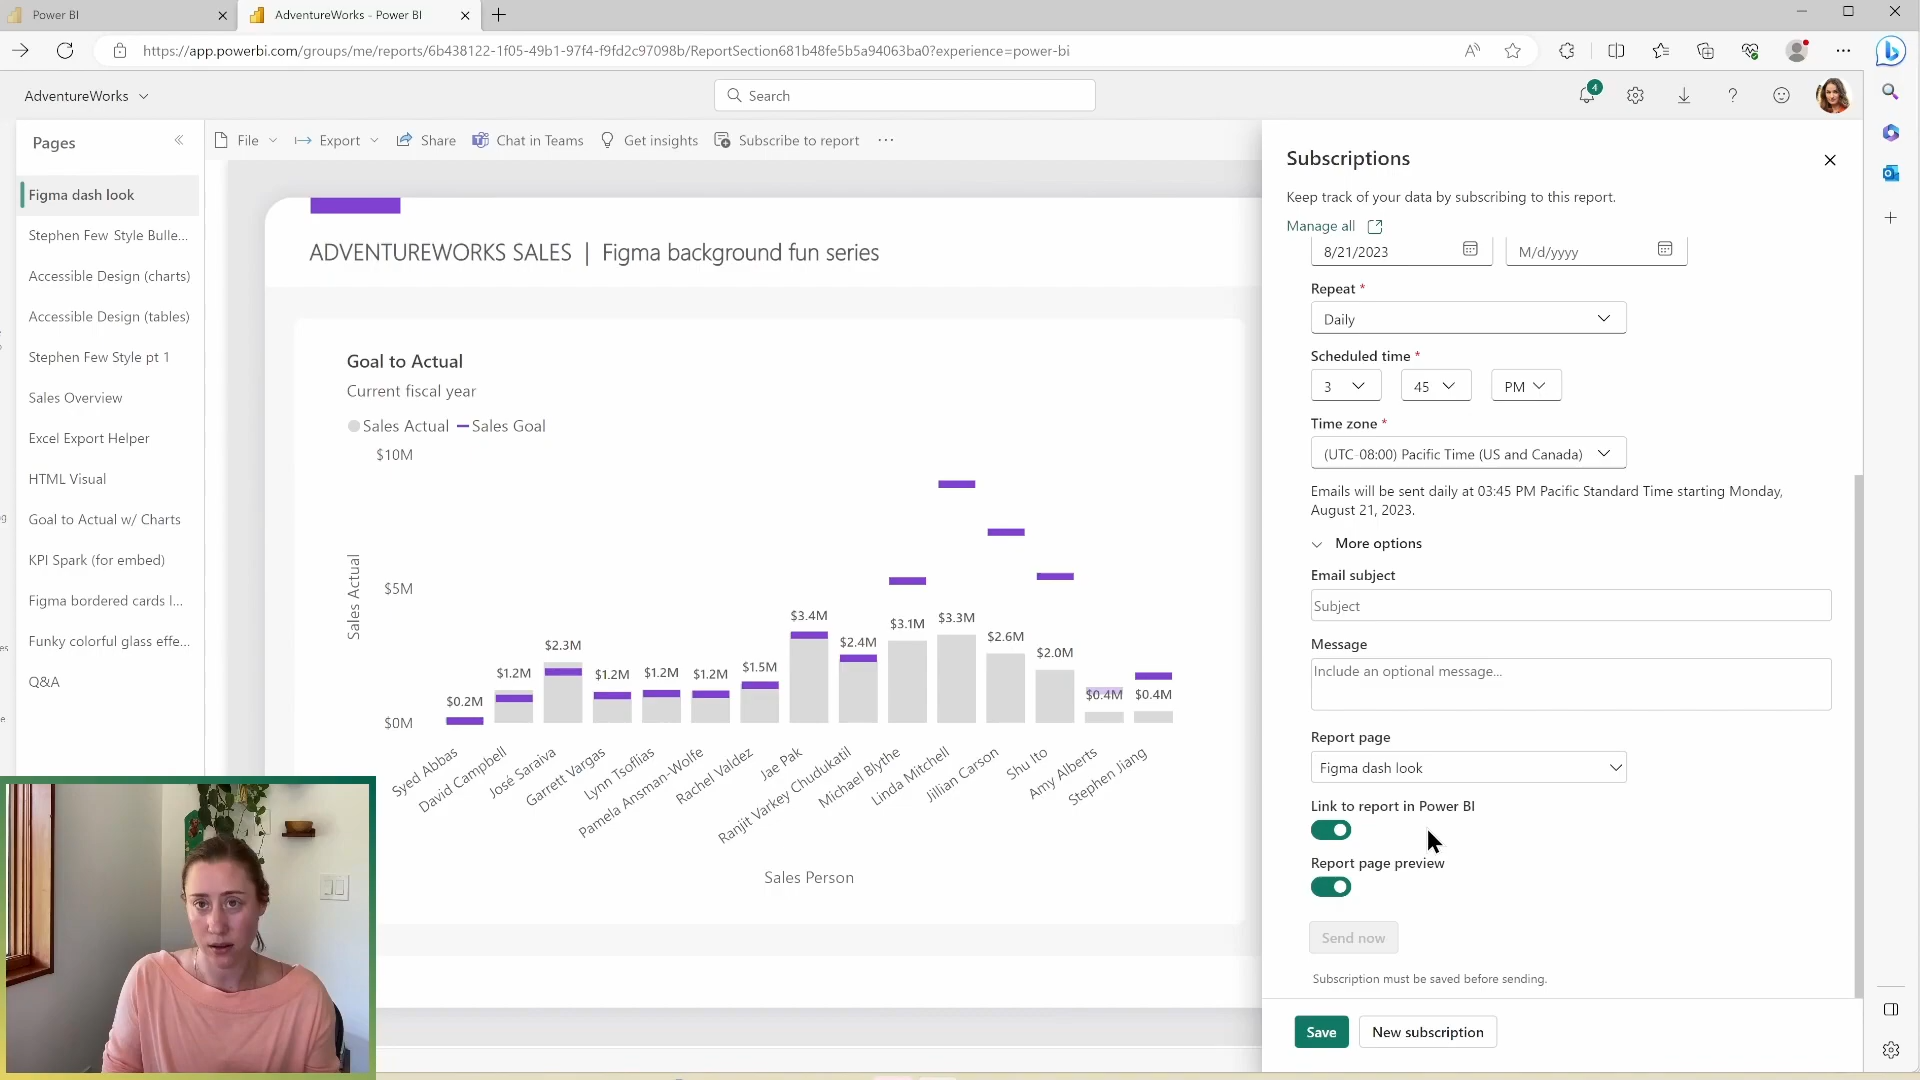 Power BI
AdventureWorks - Power BI
https://app.powerbi.com/groups/me/reports/6b438122-1f05-49b1-97f4-f9fd2c97098b/ReportSection681b48fe5b5a94063ba0?experience=power-bi
AdventureWorks
Search
4
Pages
File
Export
Share
Chat in Teams
Get insights
Subscribe to report
Figma dash look
Stephen Few Style Bulle...
Accessible Design (charts)
Accessible Design (tables)
Stephen Few Style pt 1
Sales Overview
Excel Export Helper
HTML Visual
Goal to Actual w/ Charts
KPI Spark (for embed)
Figma bordered cards l...
Funky colorful glass effe...
Q&A
ADVENTUREWORKS SALES | Figma background fun series
Goal to Actual
Current fiscal year
Sales Actual
Sales Goal
$10M
$5M
$0M
Sales Actual
$0.2M
$1.2M
$2.3M
$1.2M
$1.2M
$1.2M
$1.5M
$3.4M
$2.4M
$3.1M
$3.3M
$2.6M
$2.0M
$0.4M
$0.4M
Syed Abbas
David Campbell
José Saraiva
Garrett Vargas
Lynn Tsoflias
Pamela Ansman-Wolfe
Rachel Valdez
Jae Pak
Ranjit Varkey Chudukatil
Michael Blythe
Linda Mitchell
Jillian Carson
Shu Ito
Amy Alberts
Stephen Jiang
Sales Person
Subscriptions
Keep track of your data by subscribing to this report.
Manage all
8/21/2023
M/d/yyyy
Repeat *
Daily
Scheduled time *
3
45
PM
Time zone *
(UTC-08:00) Pacific Time (US and Canada)
Emails will be sent daily at 03:45 PM Pacific Standard Time starting Monday,
August 21, 2023.
More options
Email subject
Subject
Message
Include an optional message...
Report page
Figma dash look
Link to report in Power BI
Report page preview
Send now
Subscription must be saved before sending.
Save
New subscription